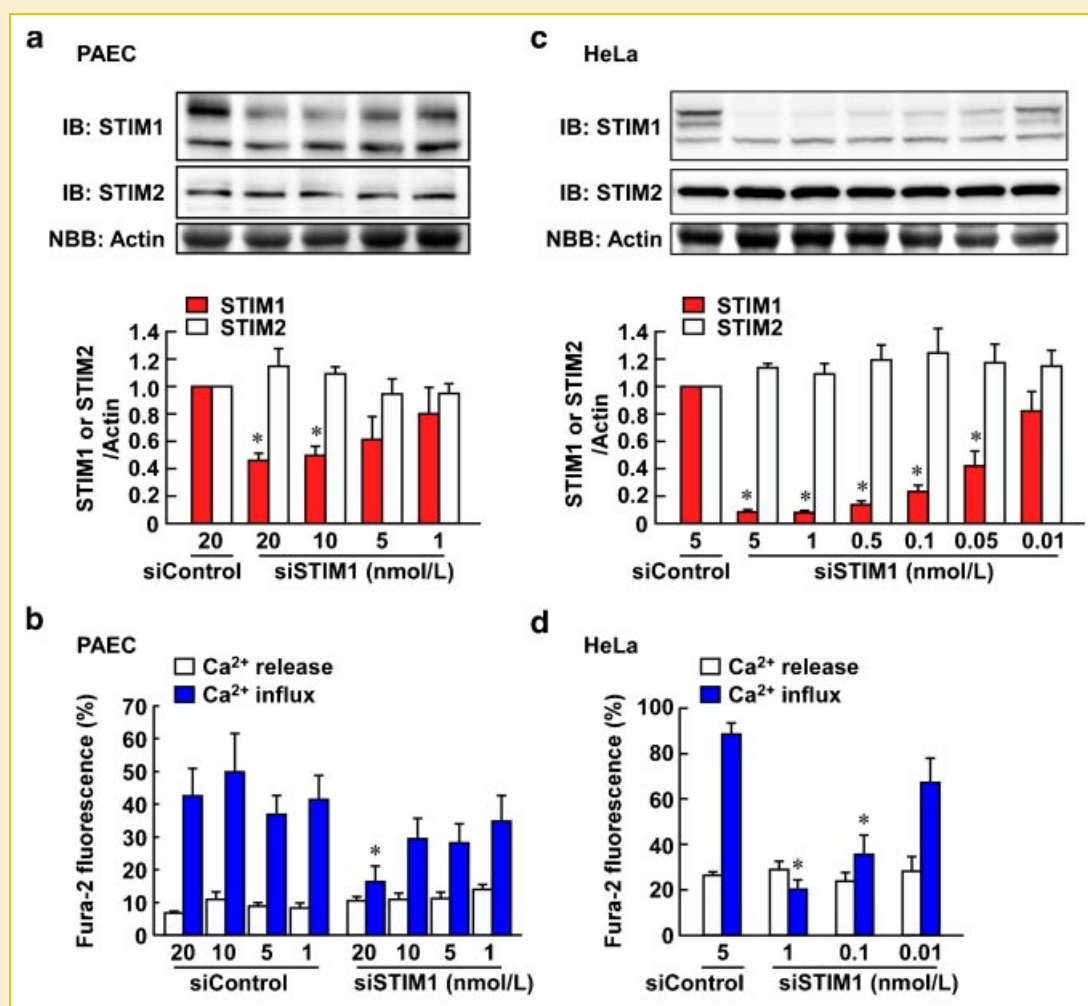 a PAEC
IB: STIM1
IB: STIM2
NBB: Actin
STIM1
STIM2
STIM1 or STIM2
/Actin
1.4
1.2
1.0
0.8
0.6
0.4
0.2
0
*
*
20 20 10 5 1
siControl siSTIM1 (nmol/L)
b PAEC
Ca²⁺ release
Ca²⁺ influx
Fura-2 fluorescence (%)
70
60
50
40
30
20
10
0
*
20 10 5 1 20 10 5 1
siControl siSTIM1 (nmol/L)
c HeLa
IB: STIM1
IB: STIM2
NBB: Actin
STIM1
STIM2
STIM1 or STIM2
/Actin
1.4
1.2
1.0
0.8
0.6
0.4
0.2
0
* * * * *
5 5 1 0.5 0.1 0.05 0.01
siControl siSTIM1 (nmol/L)
d HeLa
Ca²⁺ release
Ca²⁺ influx
Fura-2 fluorescence (%)
100
80
60
40
20
0
* *
5 1 0.1 0.01
siControl siSTIM1 (nmol/L)